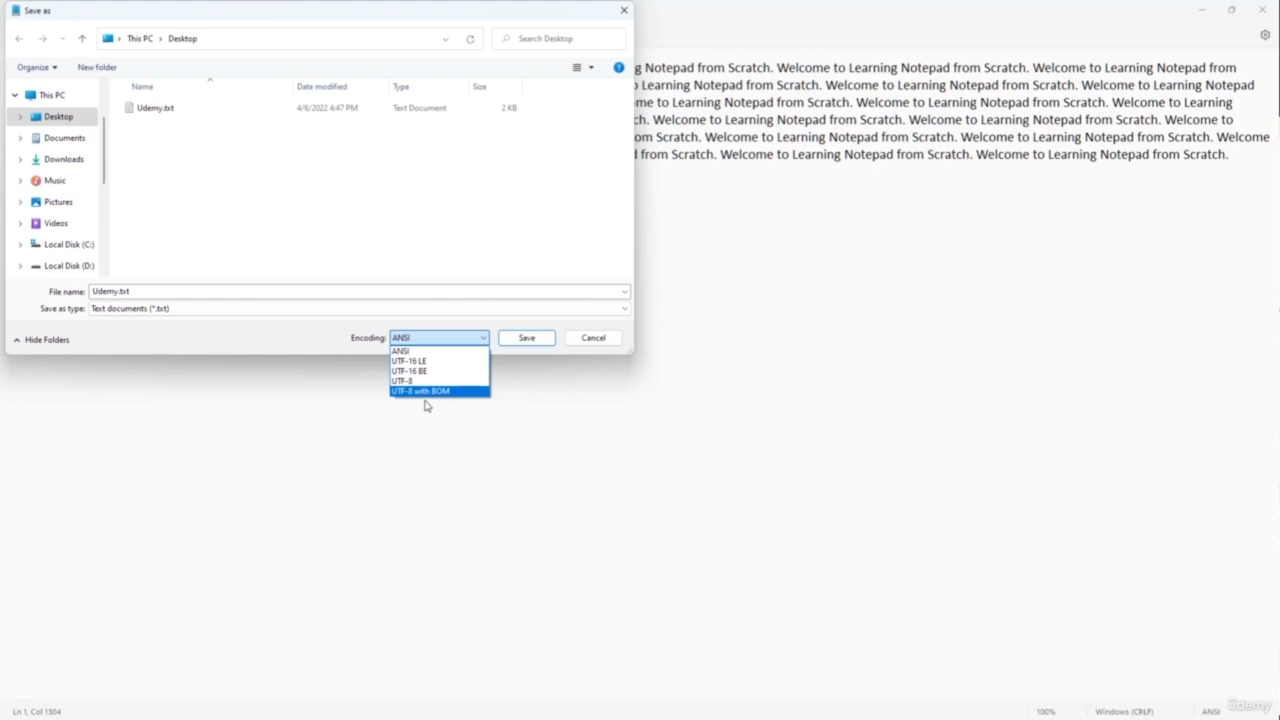 Save as
This PC > Desktop
Search Desktop
Organize
New folder
Name Date modified Type Size
This PC
Udemy.txt 4/6/2022 4:47 PM Text Document 2 KB
Desktop
Documents
Downloads
Music
Pictures
Videos
Local Disk (C:)
Local Disk (D:)
File name: Udemy.txt
Save as type: Text documents (*.txt)
Hide Folders
Encoding: ANSI
Save
Cancel
ANSI
UTF-16 LE
UTF-16 BE
UTF-8
UTF-8 with BOM
g Notepad from Scratch. Welcome to Learning Notepad from Scratch. Welcome to Learning Notepad from
Learning Notepad from Scratch. Welcome to Learning Notepad from Scratch. Welcome to Learning Notepad
me to Learning Notepad from Scratch. Welcome to Learning Notepad from Scratch. Welcome to Learning
ch. Welcome to Learning Notepad from Scratch. Welcome to Learning Notepad from Scratch. Welcome to
om Scratch. Welcome to Learning Notepad from Scratch. Welcome to Learning Notepad from Scratch. Welcome
d from Scratch. Welcome to Learning Notepad from Scratch. Welcome to Learning Notepad from Scratch.
Ln 1, Col 1304
100%
Windows (CRLF)
ANSI
ûdemy